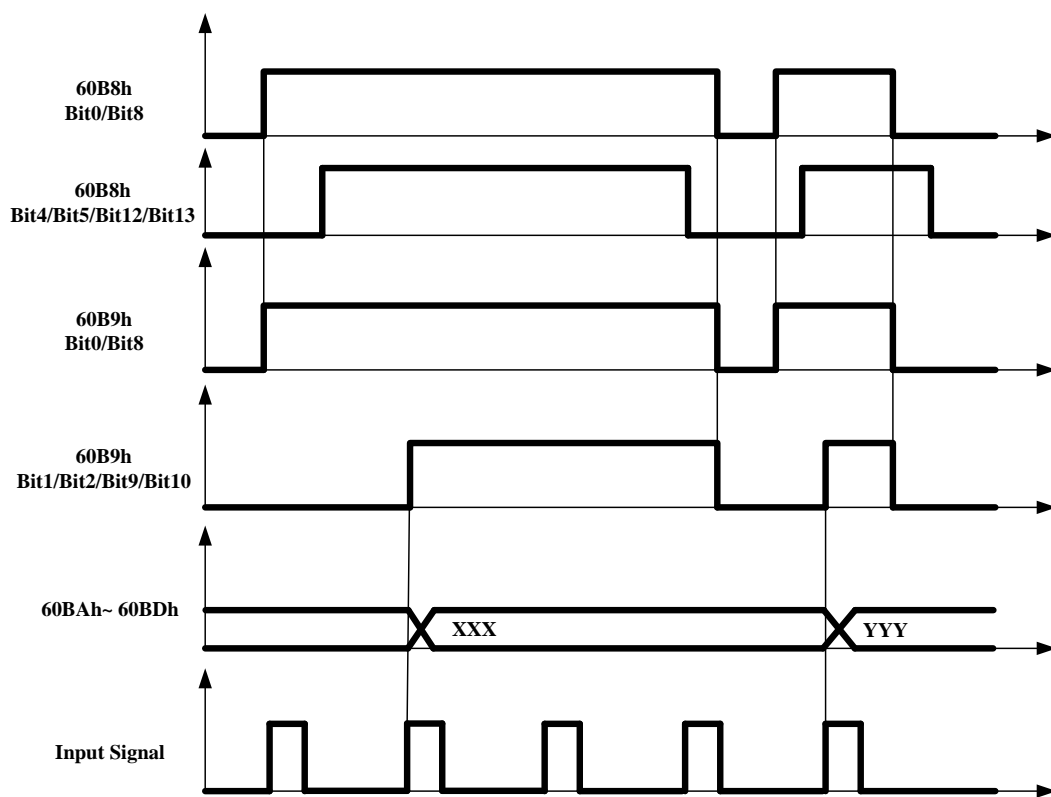 60B8h
Bit0/Bit8
60B8h
Bit4/Bit5/Bit12/Bit13
60B9h
Bit0/Bit8
60B9h
Bit1/Bit2/Bit9/Bit10
60BAh~ 60BDh
XXX
YYY
Input Signal